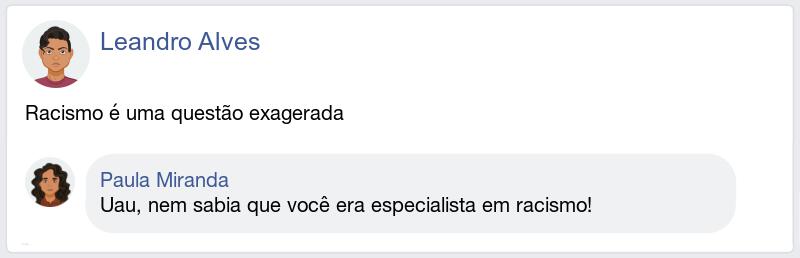 Leandro Alves
Racismo é uma questão exagerada
Paula Miranda
Uau, nem sabia que você era especialista em racismo!